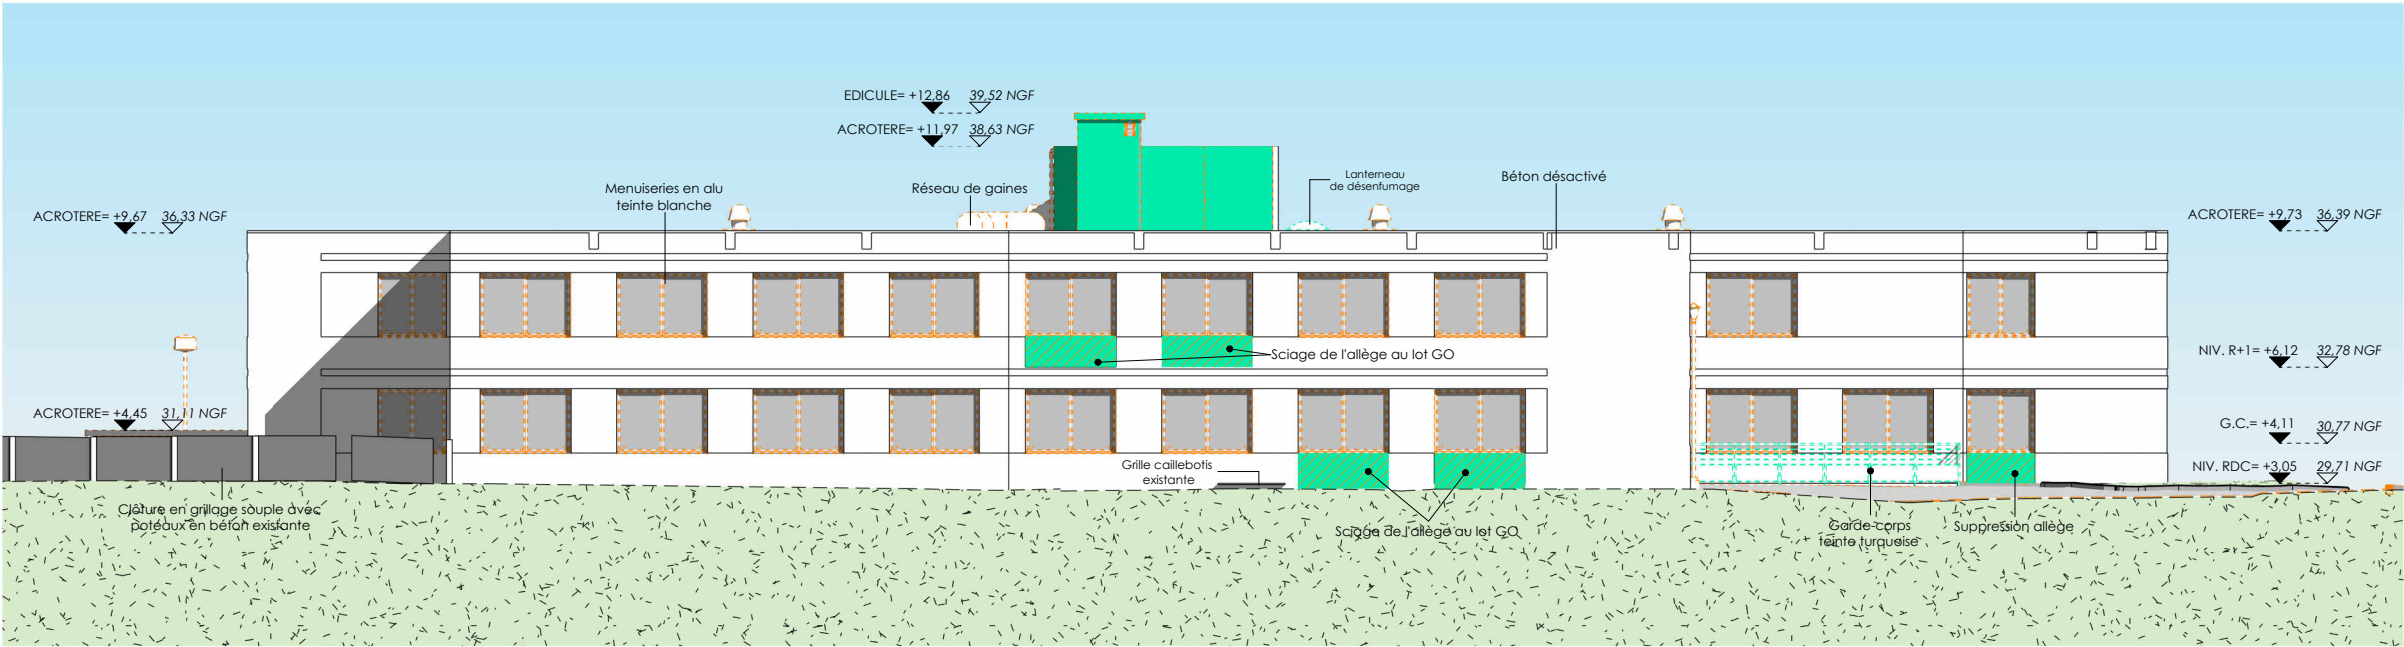 EDICULE= +12,86 39,52 NGF
ACROTERE= +11,97 38,63 NGF
Menuiseries en alu
teinte blanche
Réseau de gaines
Lanterneau
de désenfumage
Béton désactivé
ACROTERE= +9,67 36,33 NGF
ACROTERE= +9,73 36,39 NGF
Sciage de l'allège au lot GO
NIV. R+1= +6,12 32,78 NGF
ACROTERE= +4,45 31,11 NGF
G.C.= +4,11 30,77 NGF
Grille caillebotis
existante
NIV. RDC= +3,05 29,71 NGF
Clôture en grillage souple avec
poteaux en béton existante
Sciage de l'allège au lot GO
Garde-corps
teinte turquoise
Suppression allège